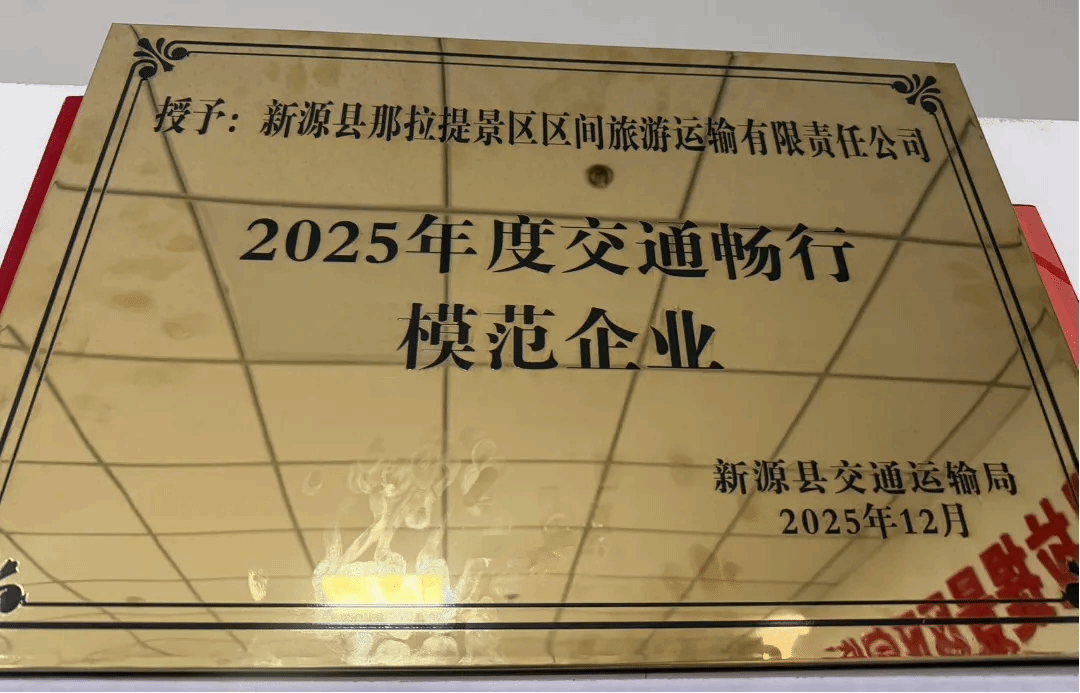 授予：新源县那拉提景区区间旅游运输有限责任公司
2025年度交通畅行
模范企业
新源县交通运输局
2025年12月